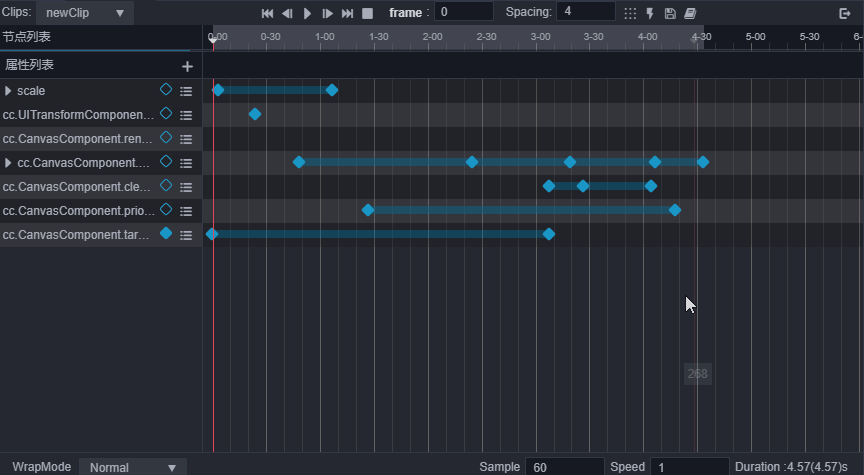 Clips: newClip frame : 0 Spacing: 4
节点列表 0-00 0-30 1-00 1-30 2-00 2-30 3-00 3-30 4-00 4-30 5-00 5-30 6-
属性列表 +
scale
cc.UITransformComponen...
cc.CanvasComponent.ren...
cc.CanvasComponent....
cc.CanvasComponent.cle...
cc.CanvasComponent.prio...
cc.CanvasComponent.tar...
268
WrapMode Normal Sample 60 Speed 1 Duration :4.57(4.57)s